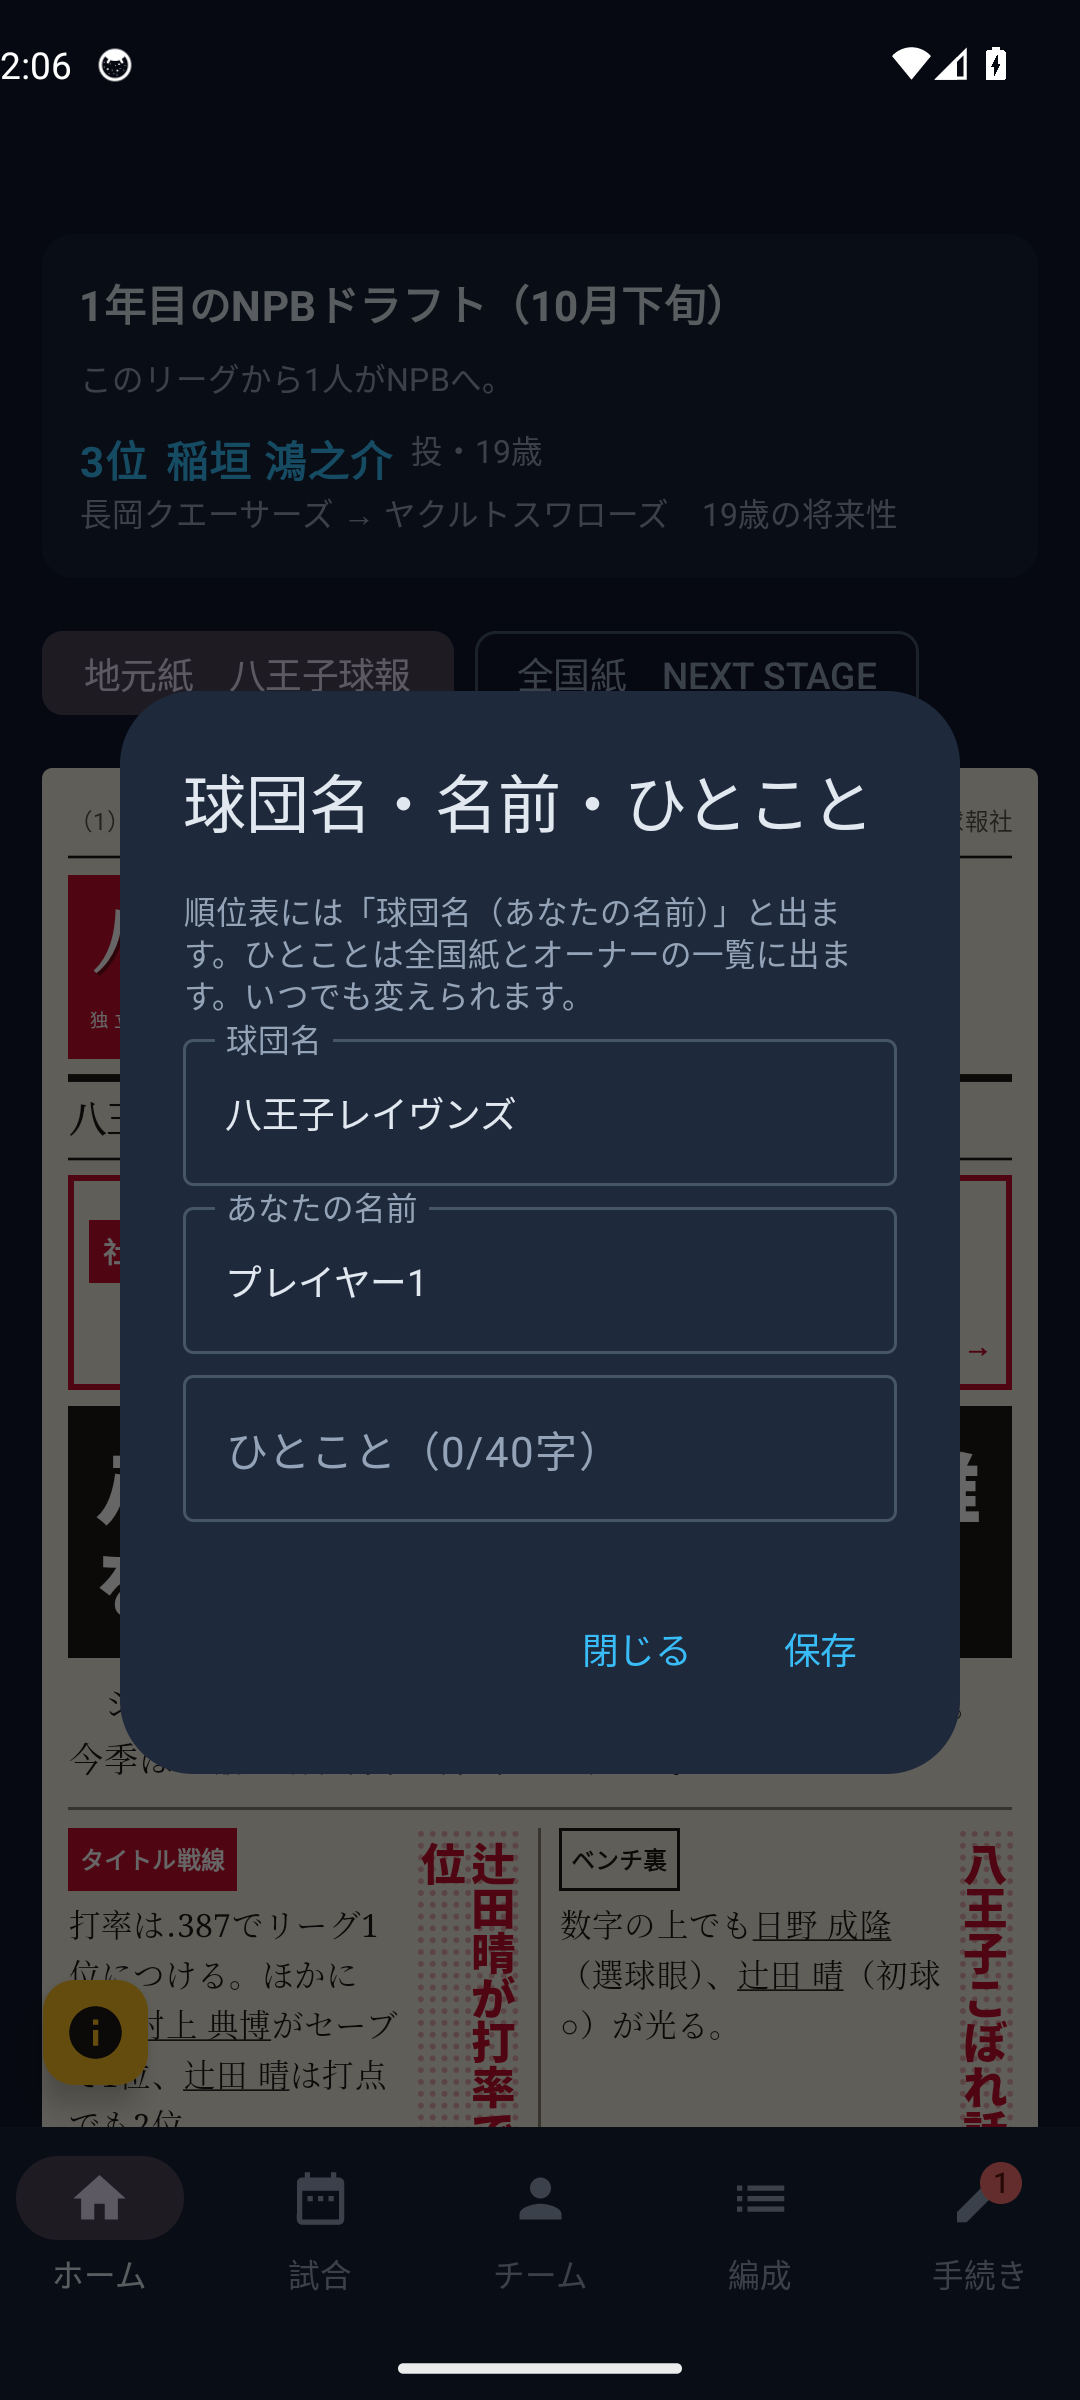 2:06
1年目のNPBドラフト（10月下旬）
このリーグから1人がNPBへ。
3位 稲垣 鴻之介 投・19歳
長岡クエーサーズ → ヤクルトスワローズ 19歳の将来性
地元紙 八王子球報
全国紙 NEXT STAGE
（1）
報社
球団名・名前・ひとこと
順位表には「球団名（あなたの名前）」と出ま
す。ひとことは全国紙とオーナーの一覧に出ま
す。いつでも変えられます。
球団名
八王子レイヴンズ
あなたの名前
プレイヤー1
ひとこと（0/40字）
閉じる
保存
→
今季は
タイトル戦線
辻田晴が打率で
位
打率は.387でリーグ1
位につける。ほかに
村上 典博がセーブ
で1位、辻田 晴は打点
でも2位
ベンチ裏
八王子こぼれ話
数字の上でも日野 成隆
（選球眼）、辻田 晴（初球
○）が光る。
ホーム
試合
チーム
編成
手続き
1